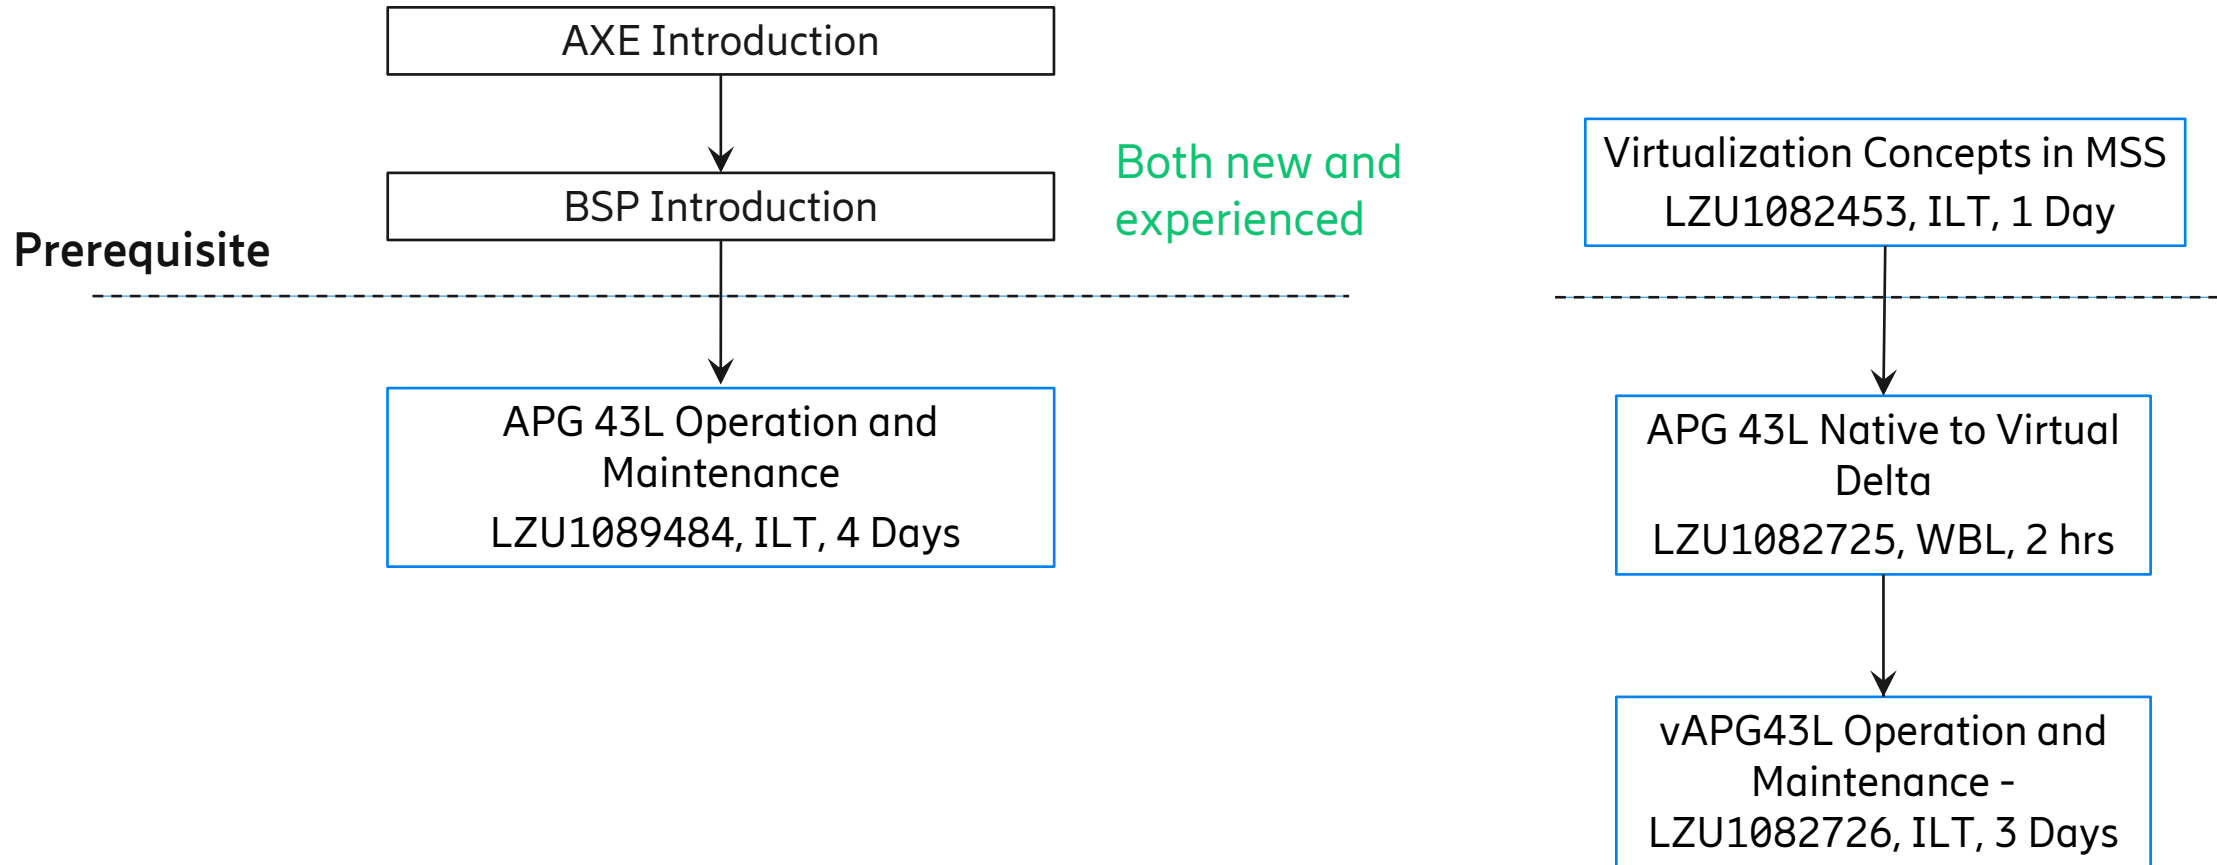 AXE Introduction
BSP Introduction
Prerequisite
Both new and
experienced
APG 43L Operation and
Maintenance
LZU1089484, ILT, 4 Days
Virtualization Concepts in MSS
LZU1082453, ILT, 1 Day
APG 43L Native to Virtual
Delta
LZU1082725, WBL, 2 hrs
vAPG43L Operation and
Maintenance -
LZU1082726, ILT, 3 Days